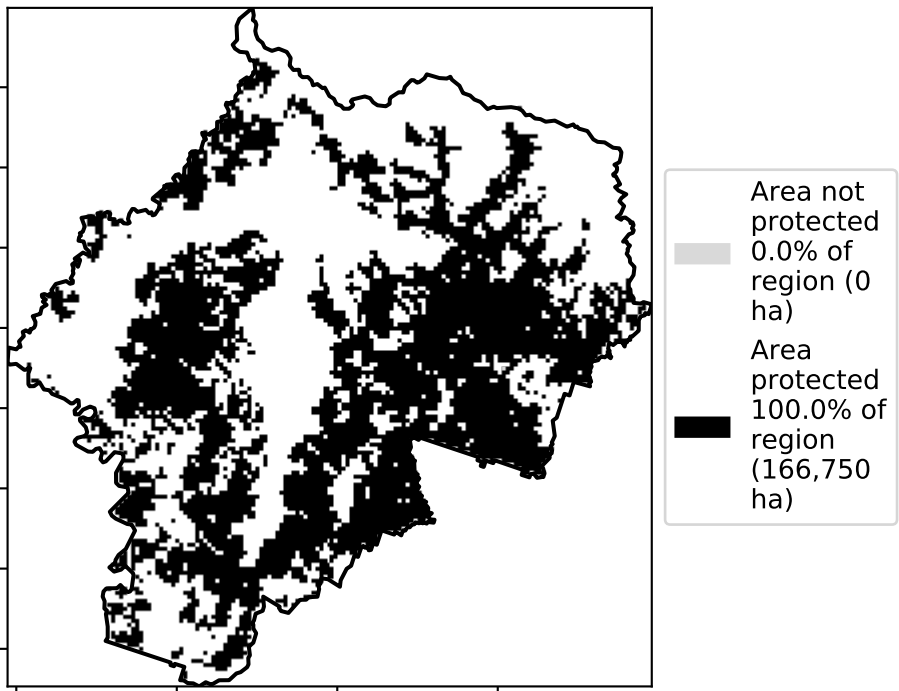 Area not
protected
0.0% of
region (0
ha)
Area
protected
100.0% of
region
(166,750
ha)